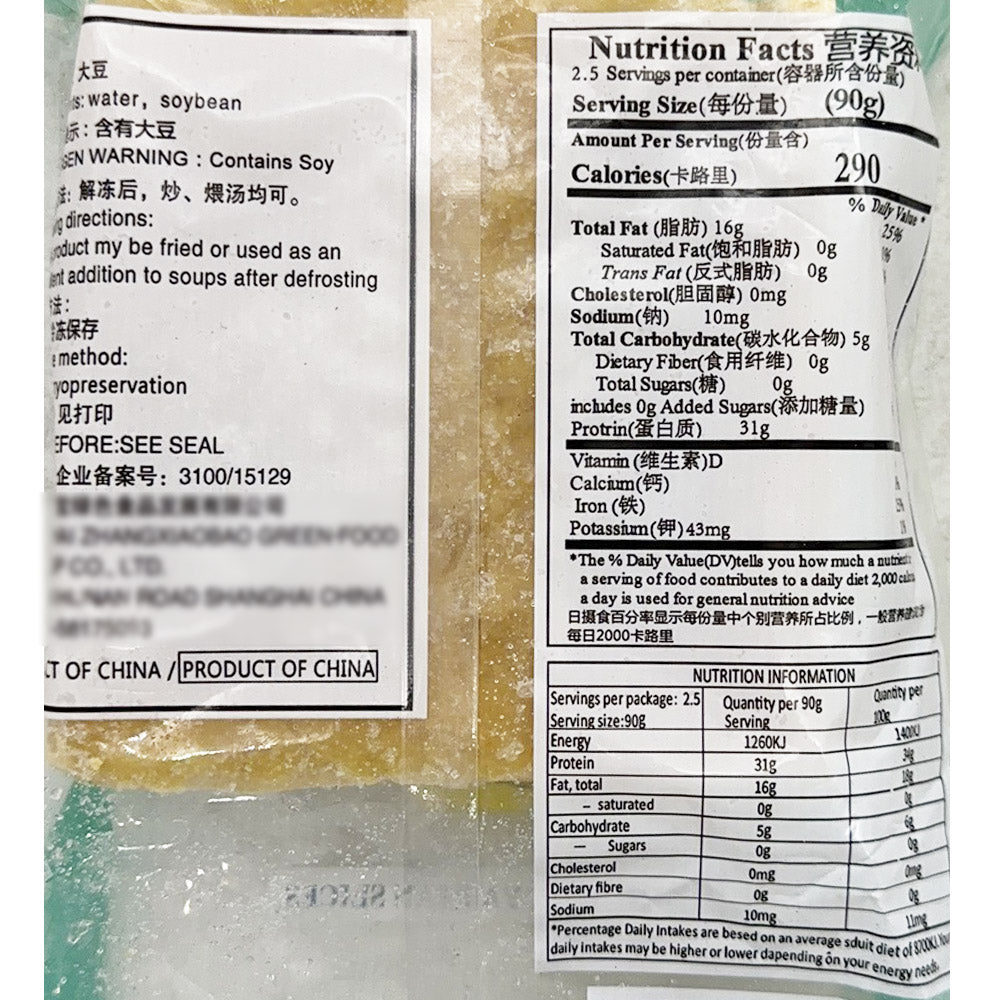 大豆
: water, soybean
示: 含有大豆
GEN WARNING : Contains Soy
法: 解冻后, 炒、煨汤均可。
g directions:
roduct my be fried or used as an
ent addition to soups after defrosting
法:
冷冻保存
e method:
ryopreservation
见打印
EFORE:SEE SEAL
企业备案号: 3100/15129
CT OF CHINA / PRODUCT OF CHINA
Nutrition Facts 营养资
2.5 Servings per container(容器所含份量)
Serving Size(每份量) (90g)
Amount Per Serving(份量含)
Calories(卡路里) 290
% Daily Value *
Total Fat (脂肪) 16g 25%
Saturated Fat(饱和脂肪) 0g
Trans Fat (反式脂肪) 0g
Cholesterol(胆固醇) 0mg
Sodium(钠) 10mg
Total Carbohydrate(碳水化合物) 5g
Dietary Fiber(食用纤维) 0g
Total Sugars(糖) 0g
includes 0g Added Sugars(添加糖量)
Protrin(蛋白质) 31g
Vitamin (维生素)D
Calcium(钙)
Iron (铁)
Potassium(钾)43mg
*The % Daily Value(DV)tells you how much a nutrient
a serving of food contributes to a daily diet 2,000
a day is used for general nutrition advice
日摄食百分率显示每份量中个别营养所占比例, 一般营养
每日2000卡路里
NUTRITION INFORMATION
Servings per package: 2.5 Quantity per 90g Quantity per
Serving size:90g Serving 100g
Energy 1260KJ 1400KJ
Protein 31g 34g
Fat, total 16g 18g
– saturated 0g 0g
Carbohydrate 5g 6g
— Sugars 0g 0g
Cholesterol 0mg 0mg
Dietary fibre 0g 0g
Sodium 10mg 11mg
*Percentage Daily Intakes are besed on an average sduit diet of 8700KJ.You
daily intakes may be higher or lower dapending ôn your energy needs.